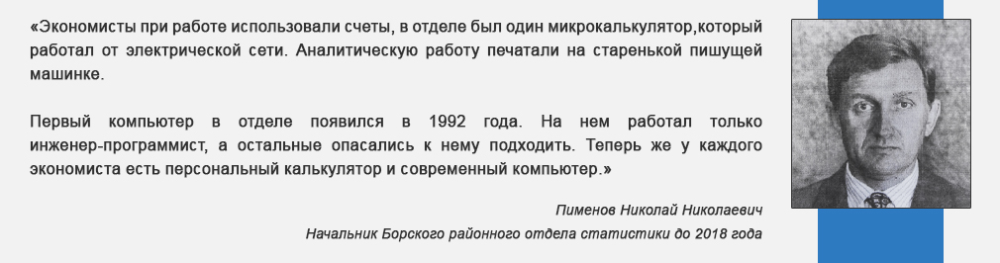 «Экономисты при работе использовали счеты, в отделе был один микрокалькулятор,который
работал от электрической сети. Аналитическую работу печатали на старенькой пишущей
машинке.
Первый компьютер в отделе появился в 1992 года. На нем работал только
инженер-программист, а остальные опасались к нему подходить. Теперь же у каждого
экономиста есть персональный калькулятор и современный компьютер.»
Пименов Николай Николаевич
Начальник Борского районного отдела статистики до 2018 года